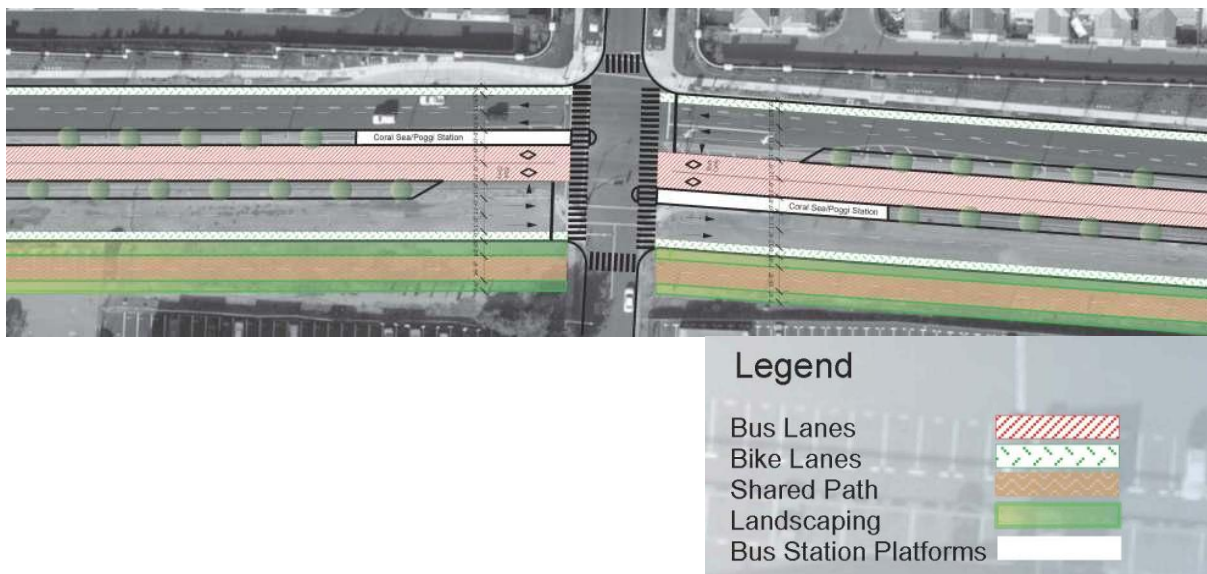 Coral Sea/Poggi Station
Coral Sea/Poggi Station
Legend
Bus Lanes
Bike Lanes
Shared Path
Landscaping
Bus Station Platforms